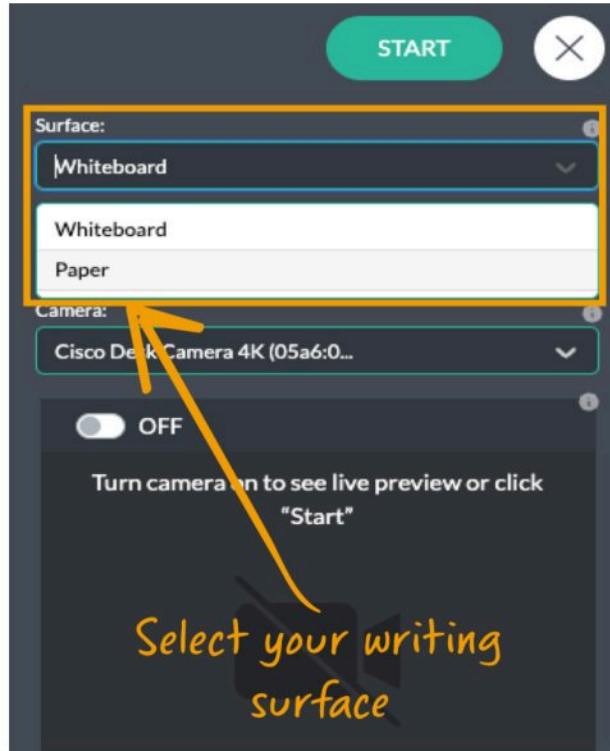 START
Surface:
Whiteboard
Whiteboard
Paper
Camera:
Cisco Desk Camera 4K (05a6:0...
OFF
Turn camera on to see live preview or click
“Start”
Select your writing
surface